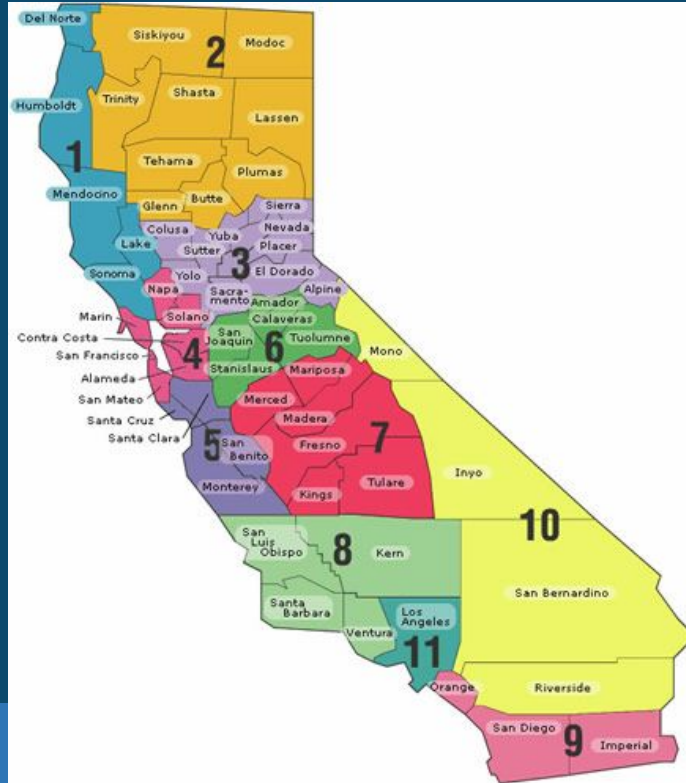 Del Norte
Siskiyou
Modoc
2
Humboldt
Trinity
Shasta
Lassen
1
Tehama
Plumas
Mendocino
Glenn
Butte
Sierra
Colusa
Yuba
Nevada
Lake
Sutter
Placer
3
Sonoma
Yolo
El Dorado
Napa
Sacra-
mento
Alpine
Amador
Marin
Solano
Calaveras
Contra Costa
San
Joaquin
Tuolumne
San Francisco
4
6
Mono
Alameda
Stanislaus
Mariposa
San Mateo
Merced
Santa Cruz
Madera
Santa Clara
5
San
Benito
Fresno
7
Inyo
Monterey
Kings
Tulare
10
San
Luis
Obispo
8
Kern
San Bernardino
Santa
Barbara
Los
Angeles
Ventura
11
Orange
Riverside
San Diego
9
Imperial